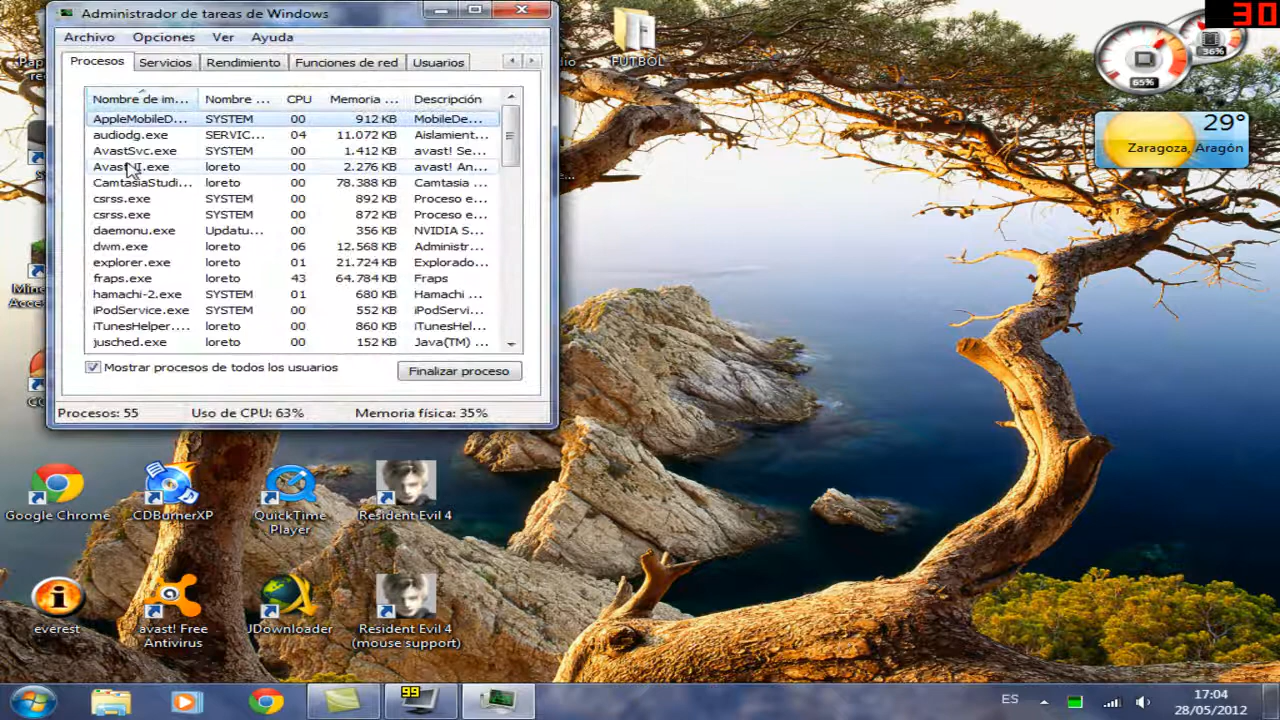 Administrador de tareas de Windows
Archivo Opciones Ver Ayuda
Procesos Servicios Rendimiento Funciones de red Usuarios
Nombre de im... Nombre ... CPU Memoria ... Descripción
AppleMobileD... SYSTEM 00 912 KB MobileDe...
audiodg.exe SERVIC... 04 11.072 KB Aislamient...
AvastSvc.exe SYSTEM 00 1.412 KB avast! Se...
loreto 00 2.276 KB avast! An...
CamtasiaStudi... loreto 00 78.388 KB Camtasia ...
csrss.exe SYSTEM 00 892 KB Proceso e...
csrss.exe SYSTEM 00 872 KB Proceso e...
daemonu.exe Updatu... 00 356 KB NVIDIA S...
dwm.exe loreto 06 12.568 KB Administr...
explorer.exe loreto 01 21.724 KB Explorado...
fraps.exe loreto 43 64.784 KB Fraps
hamachi-2.exe SYSTEM 01 680 KB Hamachi ...
iPodService.exe SYSTEM 00 552 KB iPodServi...
iTunesHelper.... loreto 00 860 KB iTunesHel...
jusched.exe loreto 00 152 KB Java(TM) ...
Mostrar procesos de todos los usuarios
Finalizar proceso
Procesos: 55 Uso de CPU: 63% Memoria física: 35%
FUTBOL
30
36%
65%
29°
Zaragoza, Aragón
Google Chrome
CDBurnerXP
QuickTime
Player
Resident Evil 4
everest
avast! Free
Antivirus
JDownloader
Resident Evil 4
(mouse support)
99
ES
17:04
28/05/2012